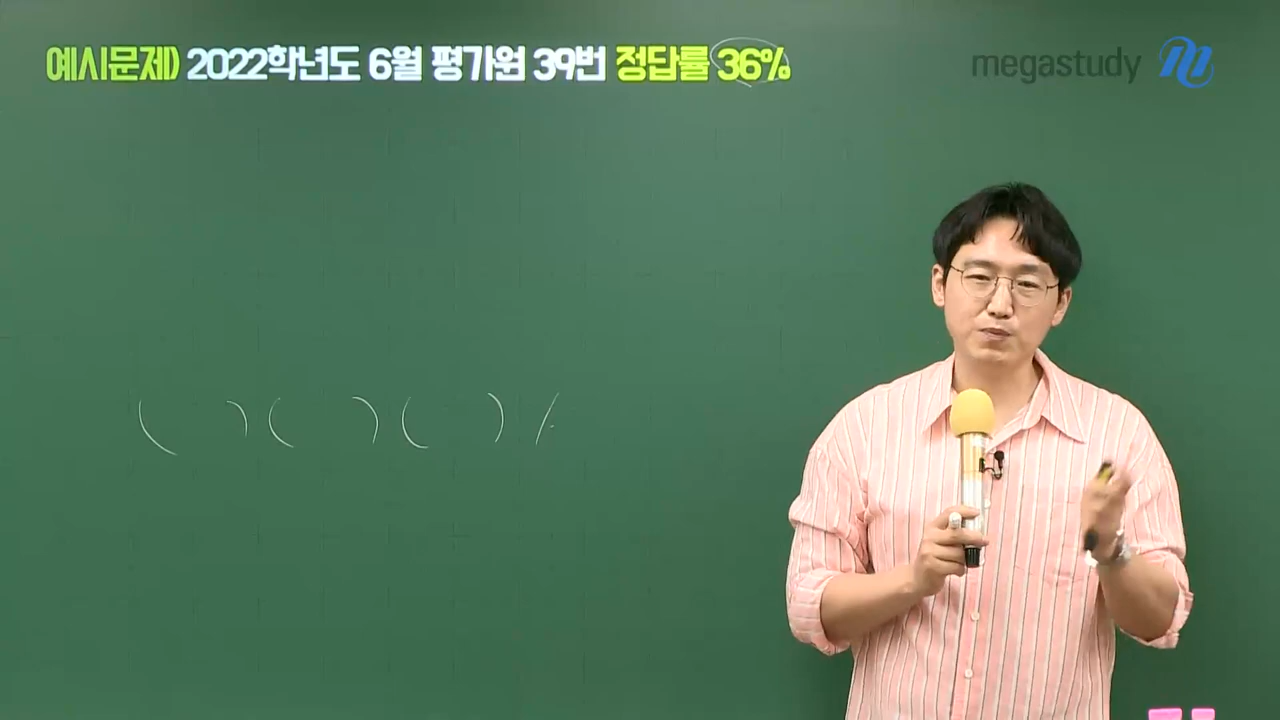 예시문제) 2022학년도 6월 평가원 39번 정답률 36%
megastudy
( ) ( ) ( ) /